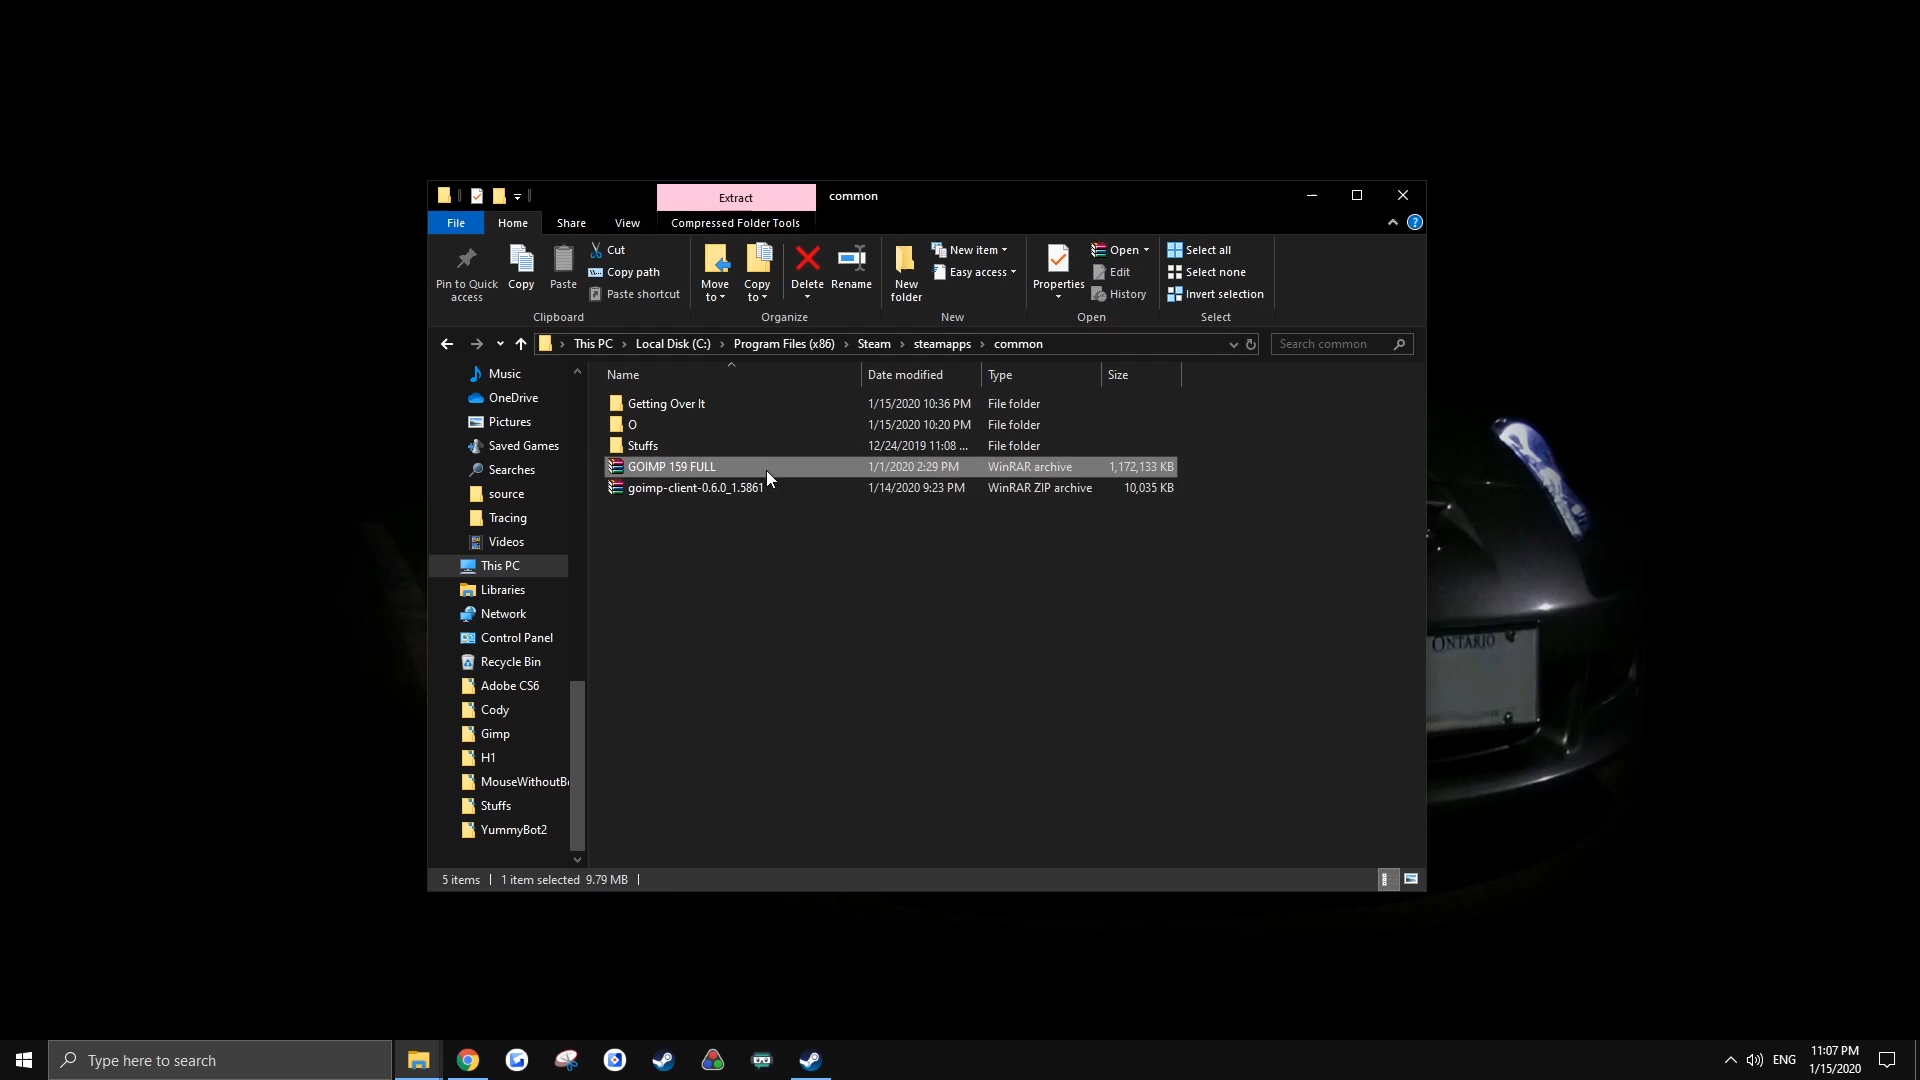 Extract
common
File
Home
Share
View
Compressed Folder Tools
Pin to Quick access
Copy
Paste
Cut
Copy path
Paste shortcut
Clipboard
Move to
Copy to
Delete
Rename
Organize
New folder
New item
Easy access
New
Properties
Open
Edit
History
Open
Select all
Select none
Invert selection
Select
This PC
Local Disk (C:)
Program Files (x86)
Steam
steamapps
common
Search common
Music
OneDrive
Pictures
Saved Games
Searches
source
Tracing
Videos
This PC
Libraries
Network
Control Panel
Recycle Bin
Adobe CS6
Cody
Gimp
H1
MouseWithoutB
Stuffs
YummyBot2
Name Date modified Type Size
Getting Over It 1/15/2020 10:36 PM File folder
O 1/15/2020 10:20 PM File folder
Stuffs 12/24/2019 11:08 ... File folder
GOIMP 159 FULL 1/1/2020 2:29 PM WinRAR archive 1,172,133 KB
goimp-client-0.6.0_1.5861 1/14/2020 9:23 PM WinRAR ZIP archive 10,035 KB
ONTARIO
5 items 1 item selected 9.79 MB
Type here to search
ENG
11:07 PM
1/15/2020